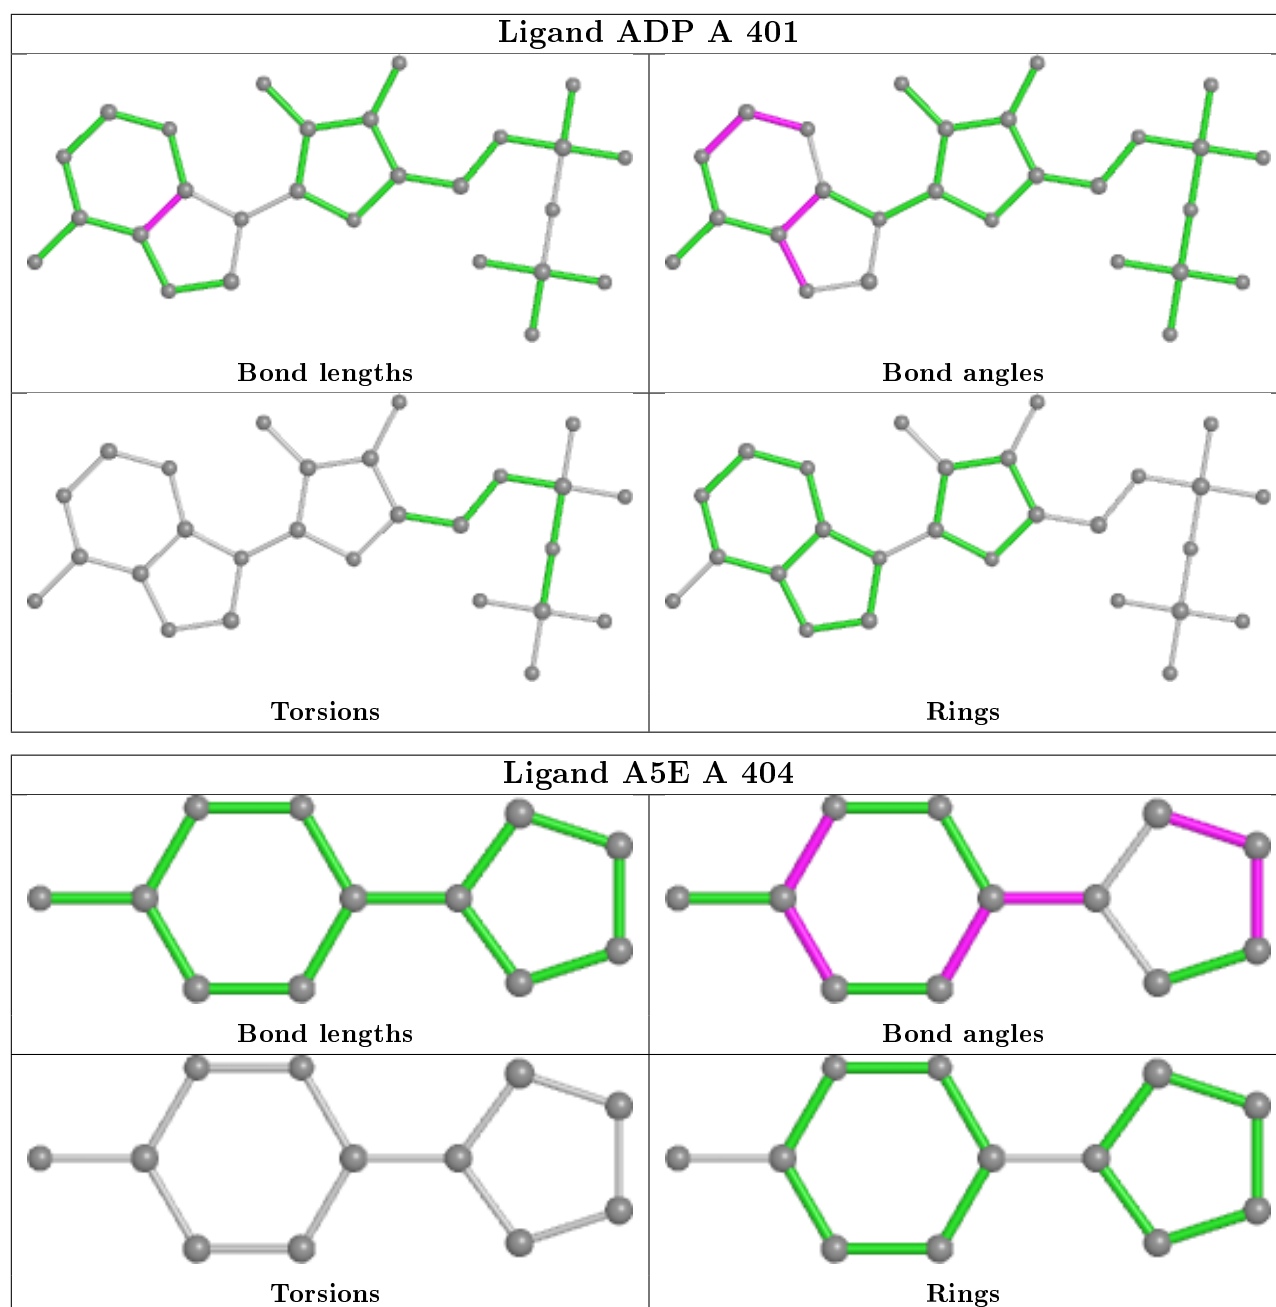 Ligand ADP A 401
Bond lengths
Bond angles
Torsions
Rings
Ligand A5E A 404
Bond lengths
Bond angles
Torsions
Rings